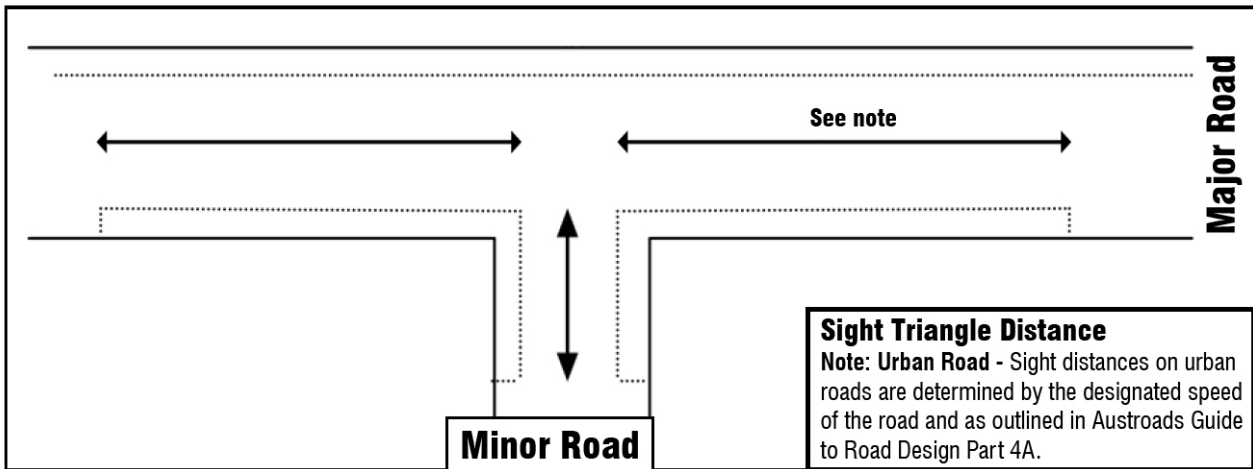 See note
Major Road
Minor Road
Sight Triangle Distance
Note: Urban Road - Sight distances on urban
roads are determined by the designated speed
of the road and as outlined in Austroads Guide
to Road Design Part 4A.